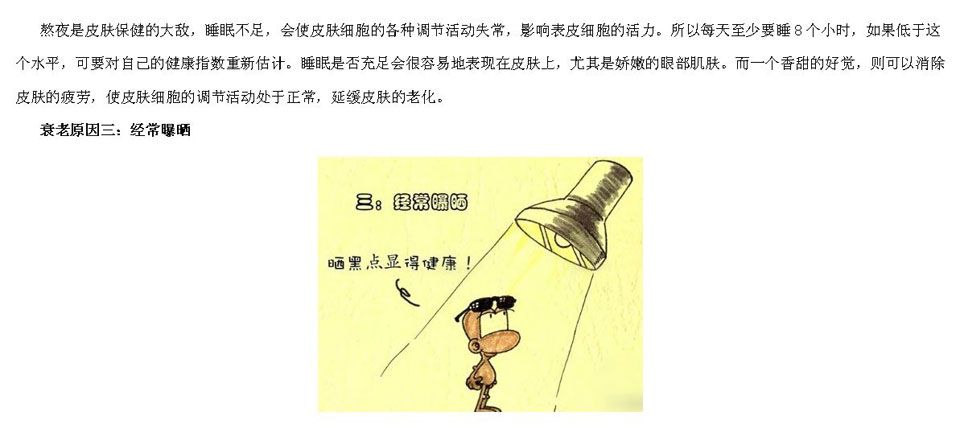 熬夜是皮肤保健的大敌，睡眠不足，会使皮肤细胞的各种调节活动失常，影响表皮细胞的活力。所以每天至少要睡８个小时，如果低于这
个水平，可要对自己的健康指数重新估计。睡眠是否充足会很容易地表现在皮肤上，尤其是娇嫩的眼部肌肤。而一个香甜的好觉，则可以消除
皮肤的疲劳，使皮肤细胞的调节活动处于正常，延缓皮肤的老化。
衰老原因三：经常曝晒
三：经常曝晒
晒黑点显得健康！